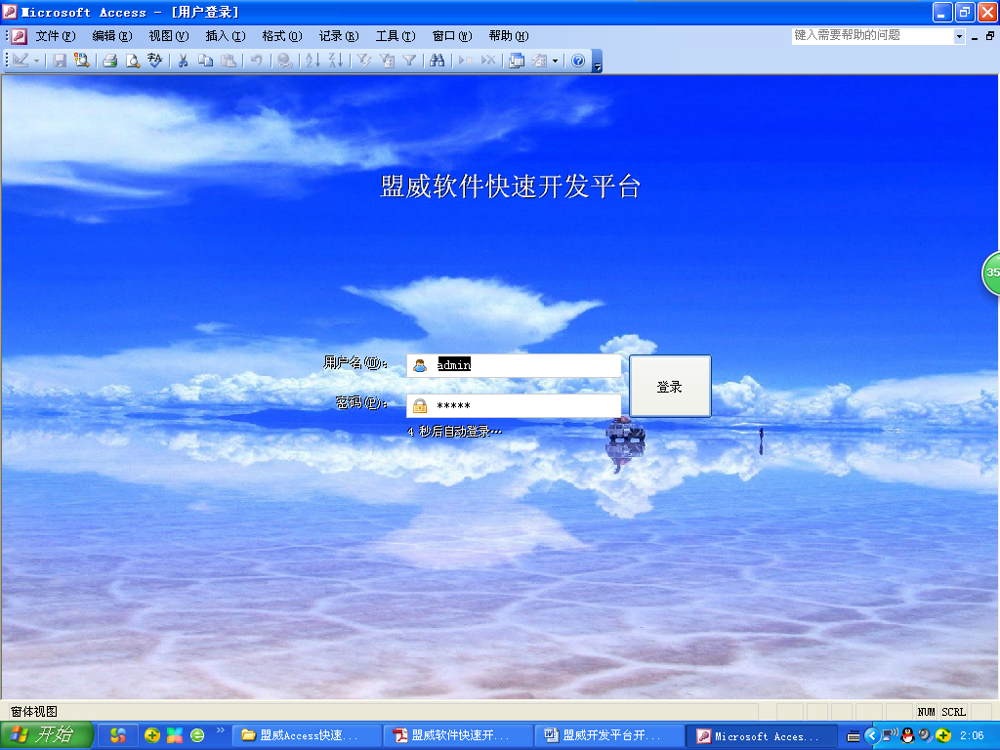 Microsoft Access - [用户登录]
文件(F) 编辑(E) 视图(V) 插入(I) 格式(O) 记录(R) 工具(T) 窗口(W) 帮助(H) 键入需要帮助的问题
盟威软件快速开发平台
35
用户名(U): admin
登录
密码(P): *****
4 秒后自动登录…
窗体视图 NUM SCRL
开始 盟威Access快速... 盟威软件快速开... 盟威开发平台开... Microsoft Acces... 2:06